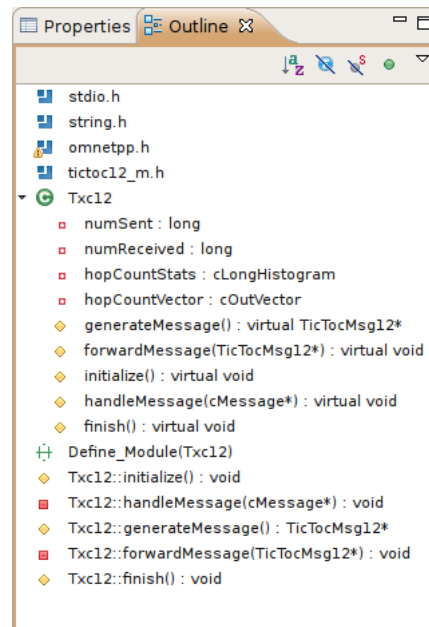 Properties Outline
stdio.h
string.h
omnetpp.h
tictoc12_m.h
Txc12
numSent : long
numReceived : long
hopCountStats : cLongHistogram
hopCountVector : cOutVector
generateMessage() : virtual TicTocMsg12*
forwardMessage(TicTocMsg12*) : virtual void
initialize() : virtual void
handleMessage(cMessage*) : virtual void
finish() : virtual void
Define_Module(Txc12)
Txc12::initialize() : void
Txc12::handleMessage(cMessage*) : void
Txc12::generateMessage() : TicTocMsg12*
Txc12::forwardMessage(TicTocMsg12*) : void
Txc12::finish() : void